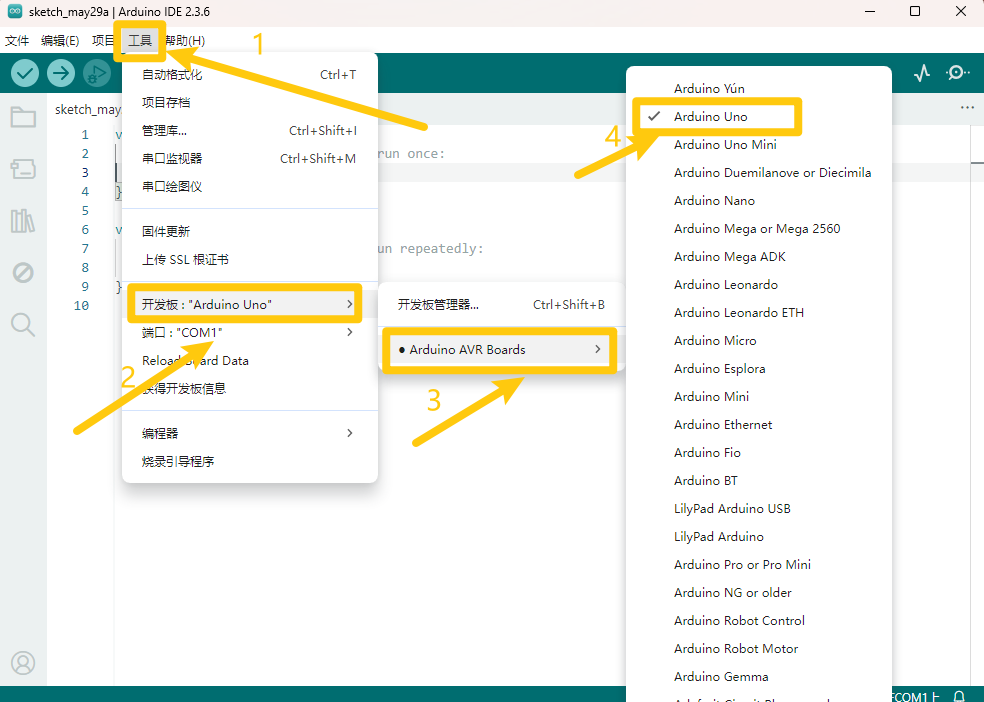 sketch_may29a | Arduino IDE 2.3.6
文件 编辑(E) 项目 工具 帮助(H)
1
sketch_may
1 v
2 run once:
3
4 }
5
6 v
7 un repeatedly:
8
9 }
10
自动格式化 Ctrl+T
项目存档
管理库... Ctrl+Shift+I
串口监视器 Ctrl+Shift+M
串口绘图仪
固件更新
上传 SSL 根证书
开发板 : "Arduino Uno"
端口 : "COM1"
Reload Board Data
获得开发板信息
编程器
烧录引导程序
2
开发板管理器... Ctrl+Shift+B
● Arduino AVR Boards
3
4
Arduino Yún
✓ Arduino Uno
Arduino Uno Mini
Arduino Duemilanove or Diecimila
Arduino Nano
Arduino Mega or Mega 2560
Arduino Mega ADK
Arduino Leonardo
Arduino Leonardo ETH
Arduino Micro
Arduino Esplora
Arduino Mini
Arduino Ethernet
Arduino Fio
Arduino BT
LilyPad Arduino USB
LilyPad Arduino
Arduino Pro or Pro Mini
Arduino NG or older
Arduino Robot Control
Arduino Robot Motor
Arduino Gemma
COM1上